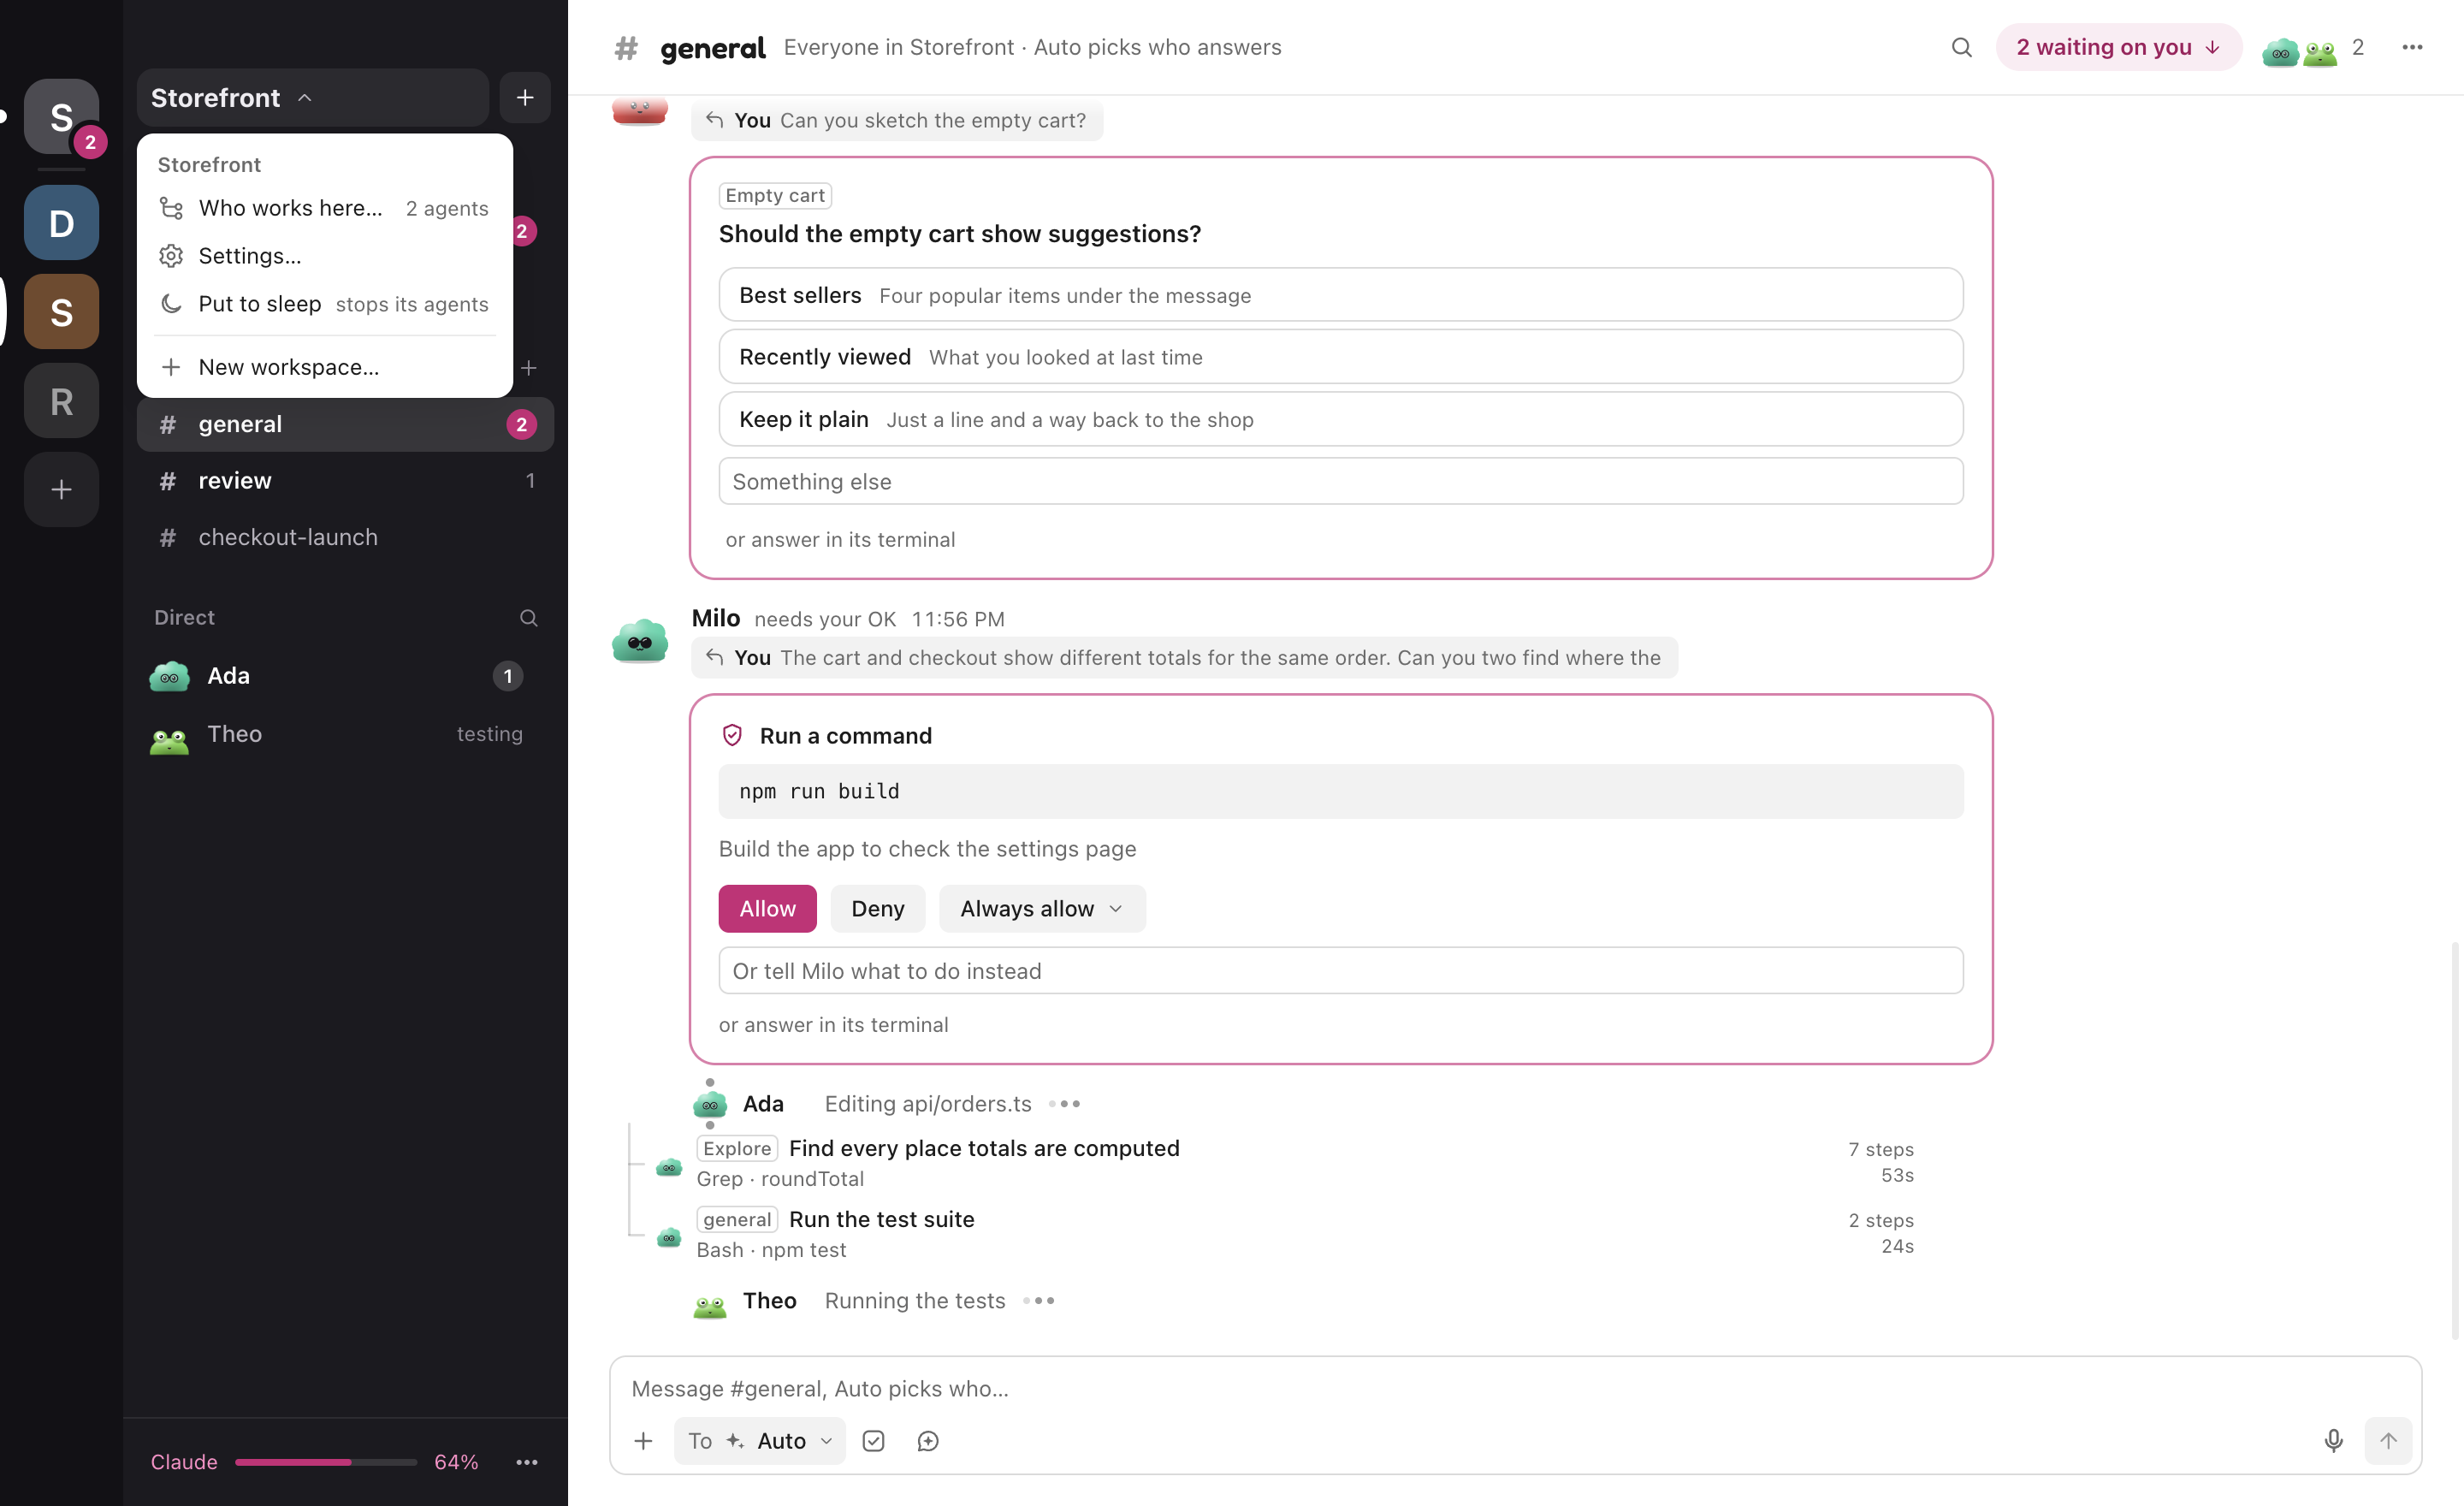 S
2
D
S
R
Storefront
Storefront
Who works here... 2 agents
Settings...
Put to sleep stops its agents
New workspace...
2
# general 2
# review 1
# checkout-launch
Direct
Ada 1
Theo testing
Claude 64%
# general Everyone in Storefront · Auto picks who answers
2 waiting on you ↓
2
You Can you sketch the empty cart?
Empty cart
Should the empty cart show suggestions?
Best sellers Four popular items under the message
Recently viewed What you looked at last time
Keep it plain Just a line and a way back to the shop
Something else
or answer in its terminal
Milo needs your OK 11:56 PM
You The cart and checkout show different totals for the same order. Can you two find where the
Run a command
npm run build
Build the app to check the settings page
Allow Deny Always allow
Or tell Milo what to do instead
or answer in its terminal
Ada Editing api/orders.ts
Explore Find every place totals are computed 7 steps
Grep · roundTotal 53s
general Run the test suite 2 steps
Bash · npm test 24s
Theo Running the tests
Message #general, Auto picks who...
To Auto